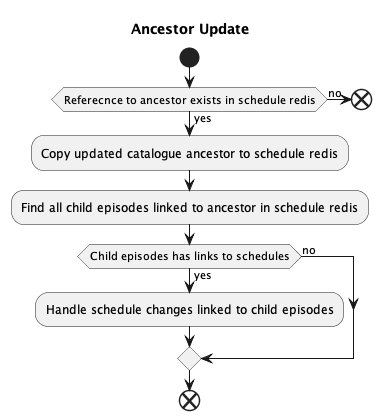 Ancestor Update
Referecnce to ancestor exists in schedule redis
no
yes
Copy updated catalogue ancestor to schedule redis
Find all child episodes linked to ancestor in schedule redis
Child episodes has links to schedules
no
yes
Handle schedule changes linked to child episodes